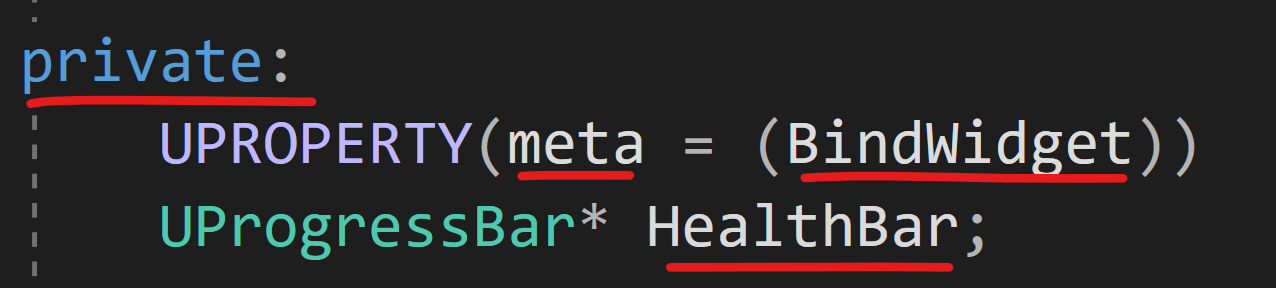 private:
UPROPERTY(meta = (BindWidget))
UProgressBar* HealthBar;